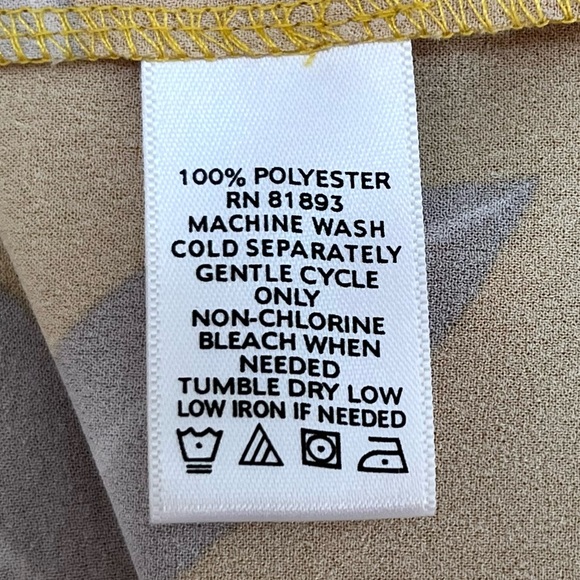 100% POLYESTER
RN 81893
MACHINE WASH
COLD SEPARATELY
GENTLE CYCLE
ONLY
NON-CHLORINE
BLEACH WHEN
NEEDED
TUMBLE DRY LOW
LOW IRON IF NEEDED